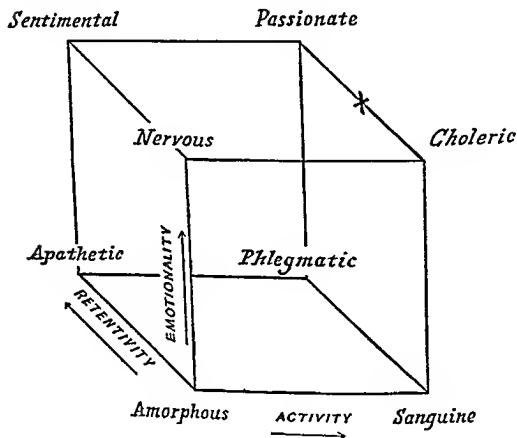 Sentimental
Passionate
Nervous
Choleric
Apathetic
Phlegmatic
EMOTIONALITY
RETENTIVITY
Amorphous
ACTIVITY
Sanguine